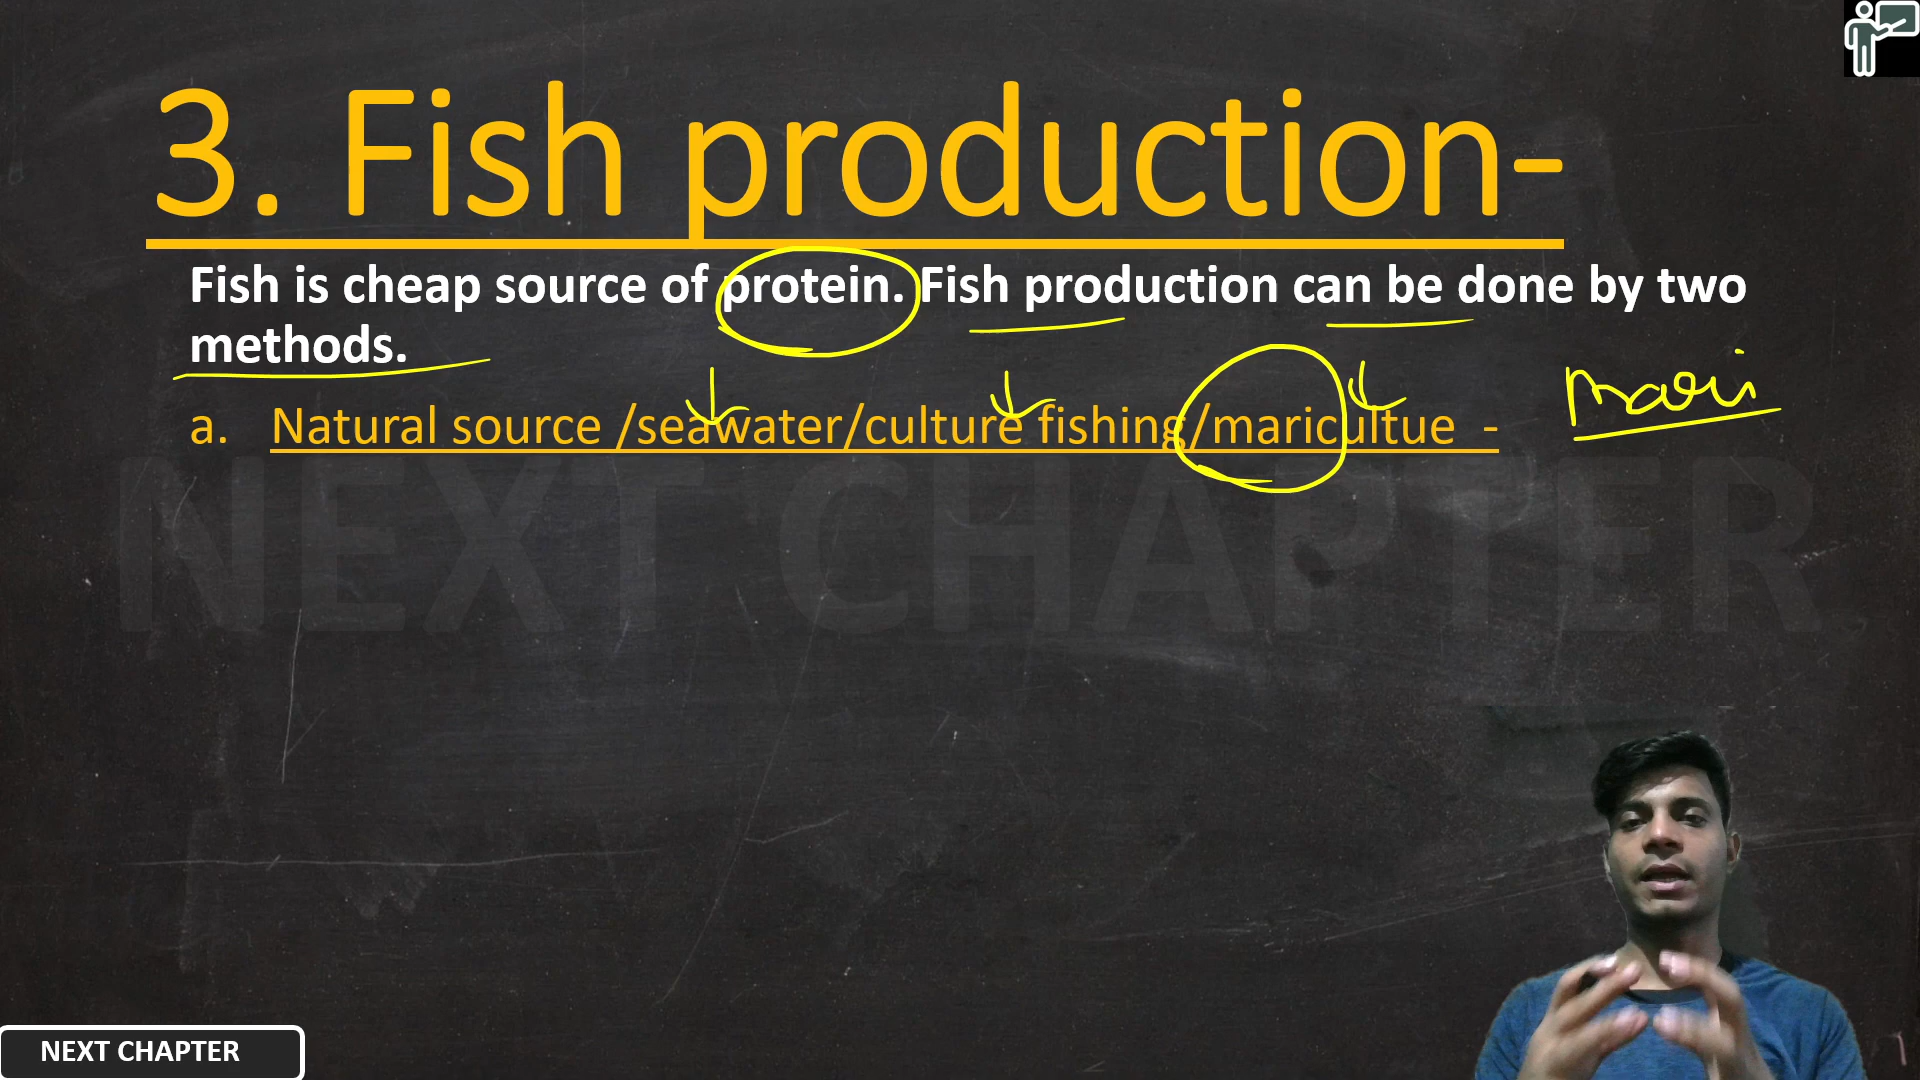 3. Fish production-
Fish is cheap source of protein. Fish production can be done by two
methods.
mari
a. Natural source /seawater/culture fishing/maricultue -
NEXT CHAPTER
NEXT CHAPTER